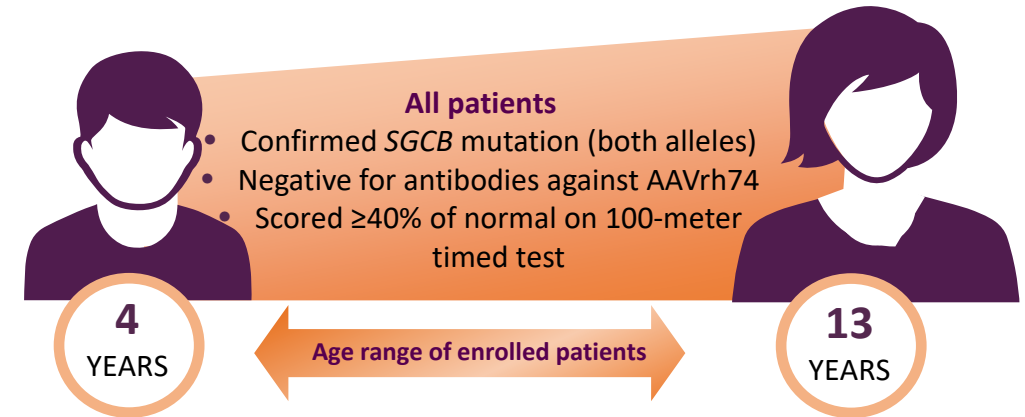 All patients
• Confirmed SGCB mutation (both alleles)
• Negative for antibodies against AAVrh74
• Scored ≥40% of normal on 100-meter
timed test
4
YEARS
Age range of enrolled patients
13
YEARS